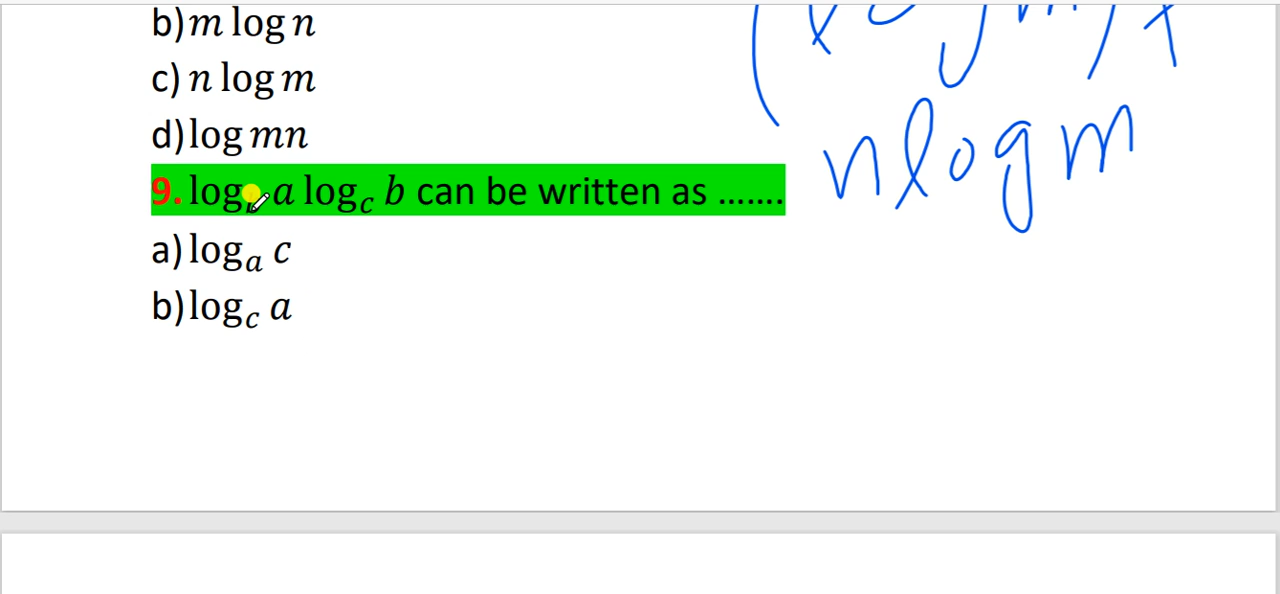 b) m log n
c) n log m
d) log mn
n log m
9. log a log_c b can be written as .......
a) log_a c
b) log_c a